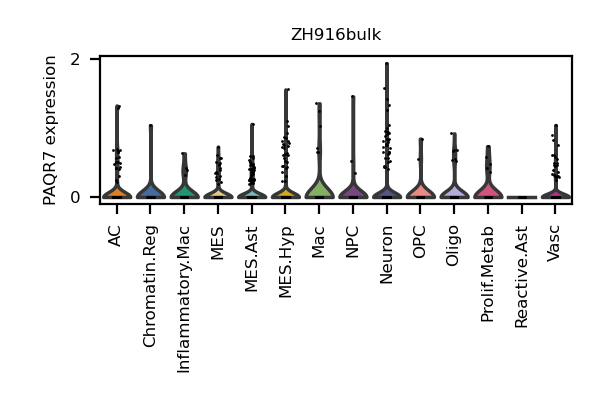 ZH916bulk
PAQR7 expression
2
0
AC
Chromatin.Reg
Inflammatory.Mac
MES
MES.Ast
MES.Hyp
Mac
NPC
Neuron
OPC
Oligo
Prolif.Metab
Reactive.Ast
Vasc